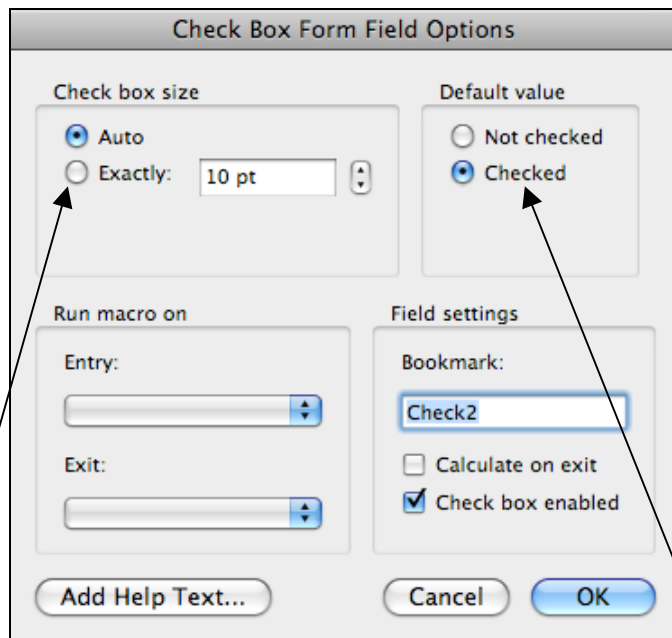 Check Box Form Field Options
Check box size
Auto
Exactly: 10 pt
Default value
Not checked
Checked
Run macro on
Entry:
Exit:
Field settings
Bookmark:
Check2
Calculate on exit
Check box enabled
Add Help Text...
Cancel
OK